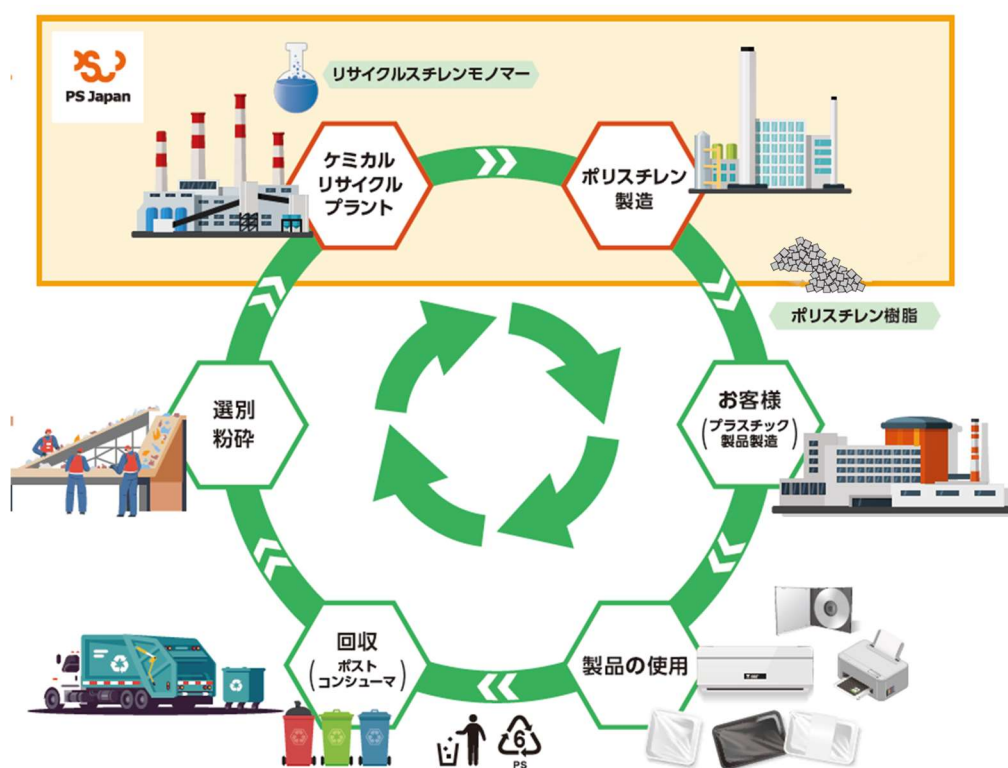 PS Japan
リサイクルスチレンモノマー
ケミカル
リサイクル
プラント
ポリスチレン
製造
ポリスチレン樹脂
お客様
(プラスチック
製品製造)
製品の使用
回収
(ポスト
コンシューマ)
選別
粉砕
6
PS